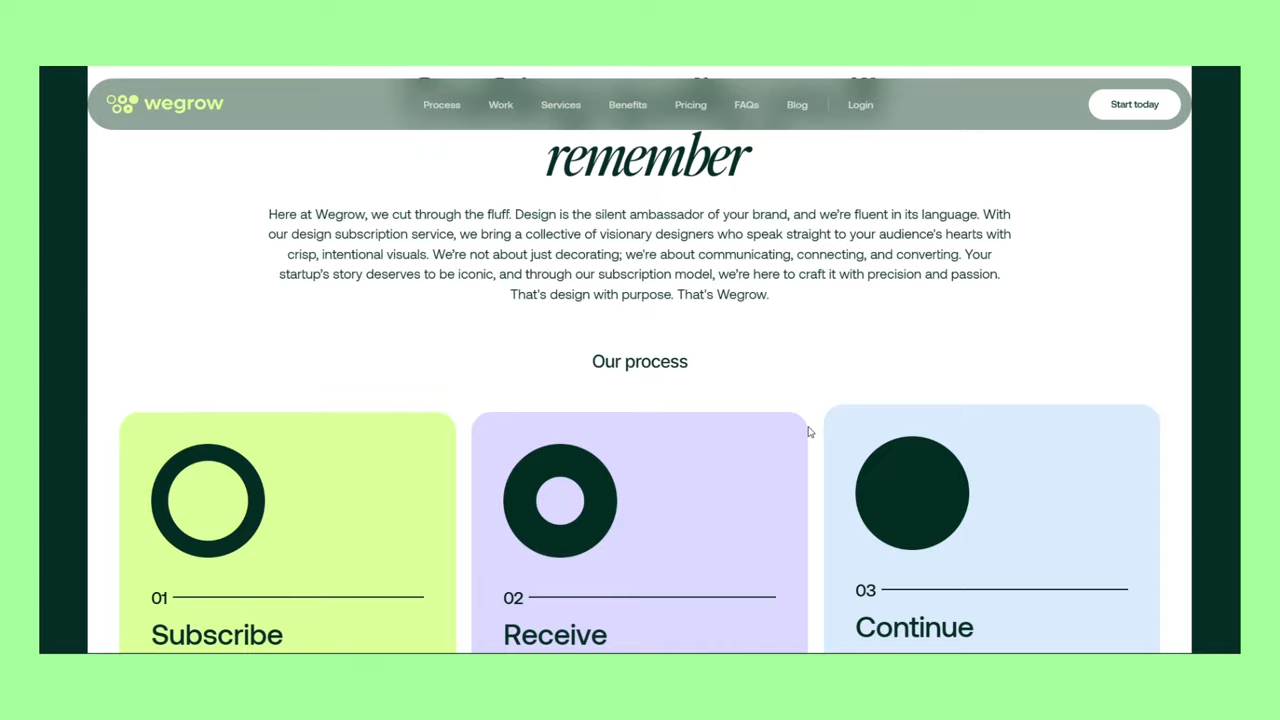 wegrow
Process Work Services Benefits Pricing FAQs Blog Login
Start today
remember
Here at Wegrow, we cut through the fluff. Design is the silent ambassador of your brand, and we're fluent in its language. With
our design subscription service, we bring a collective of visionary designers who speak straight to your audience's hearts with
crisp, intentional visuals. We're not about just decorating; we're about communicating, connecting, and converting. Your
startup's story deserves to be iconic, and through our subscription model, we're here to craft it with precision and passion.
That's design with purpose. That's Wegrow.
Our process
01
Subscribe
02
Receive
03
Continue